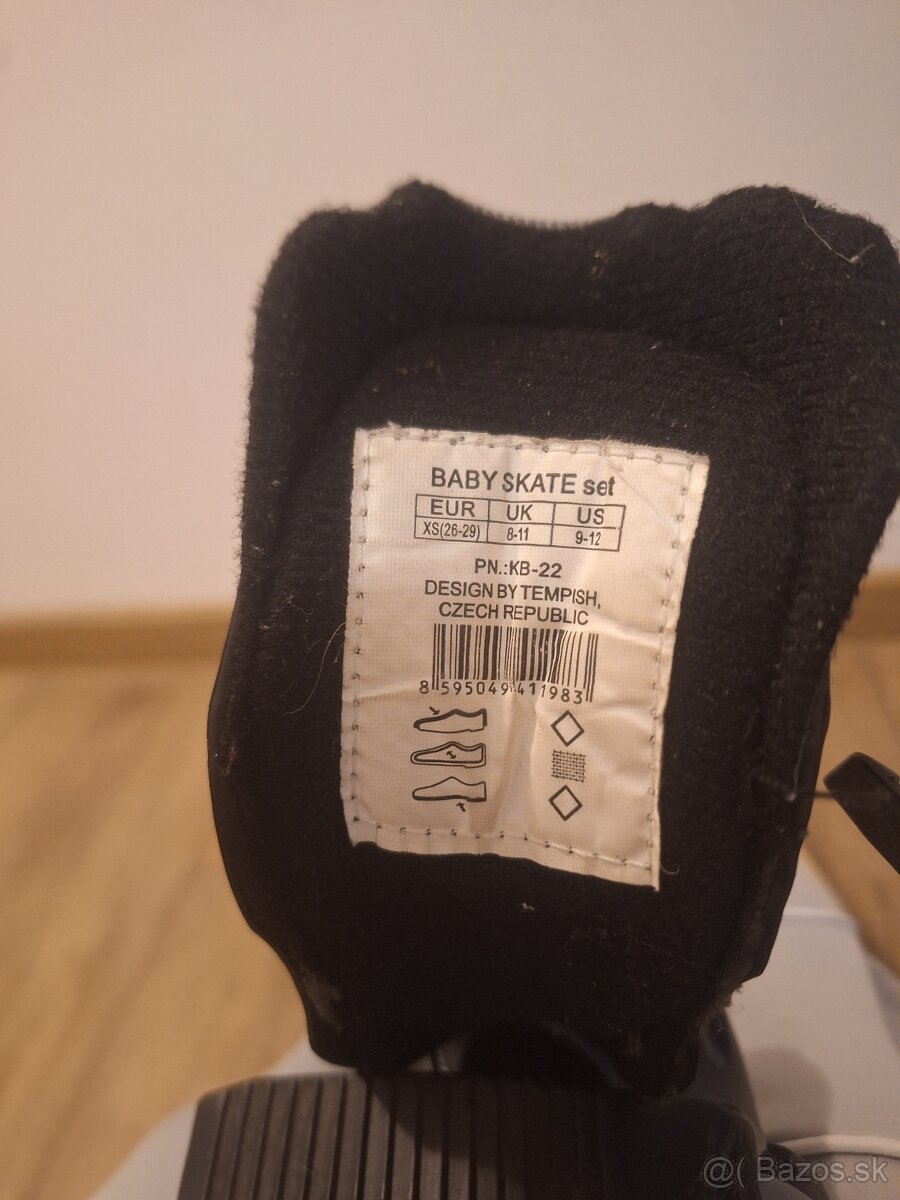 BABY SKATE set
EUR UK US
XS(26-29) 8-11 9-12
PN.:KB-22
DESIGN BY TEMPISH,
CZECH REPUBLIC
8 595049 411983
@( Bazos.sk